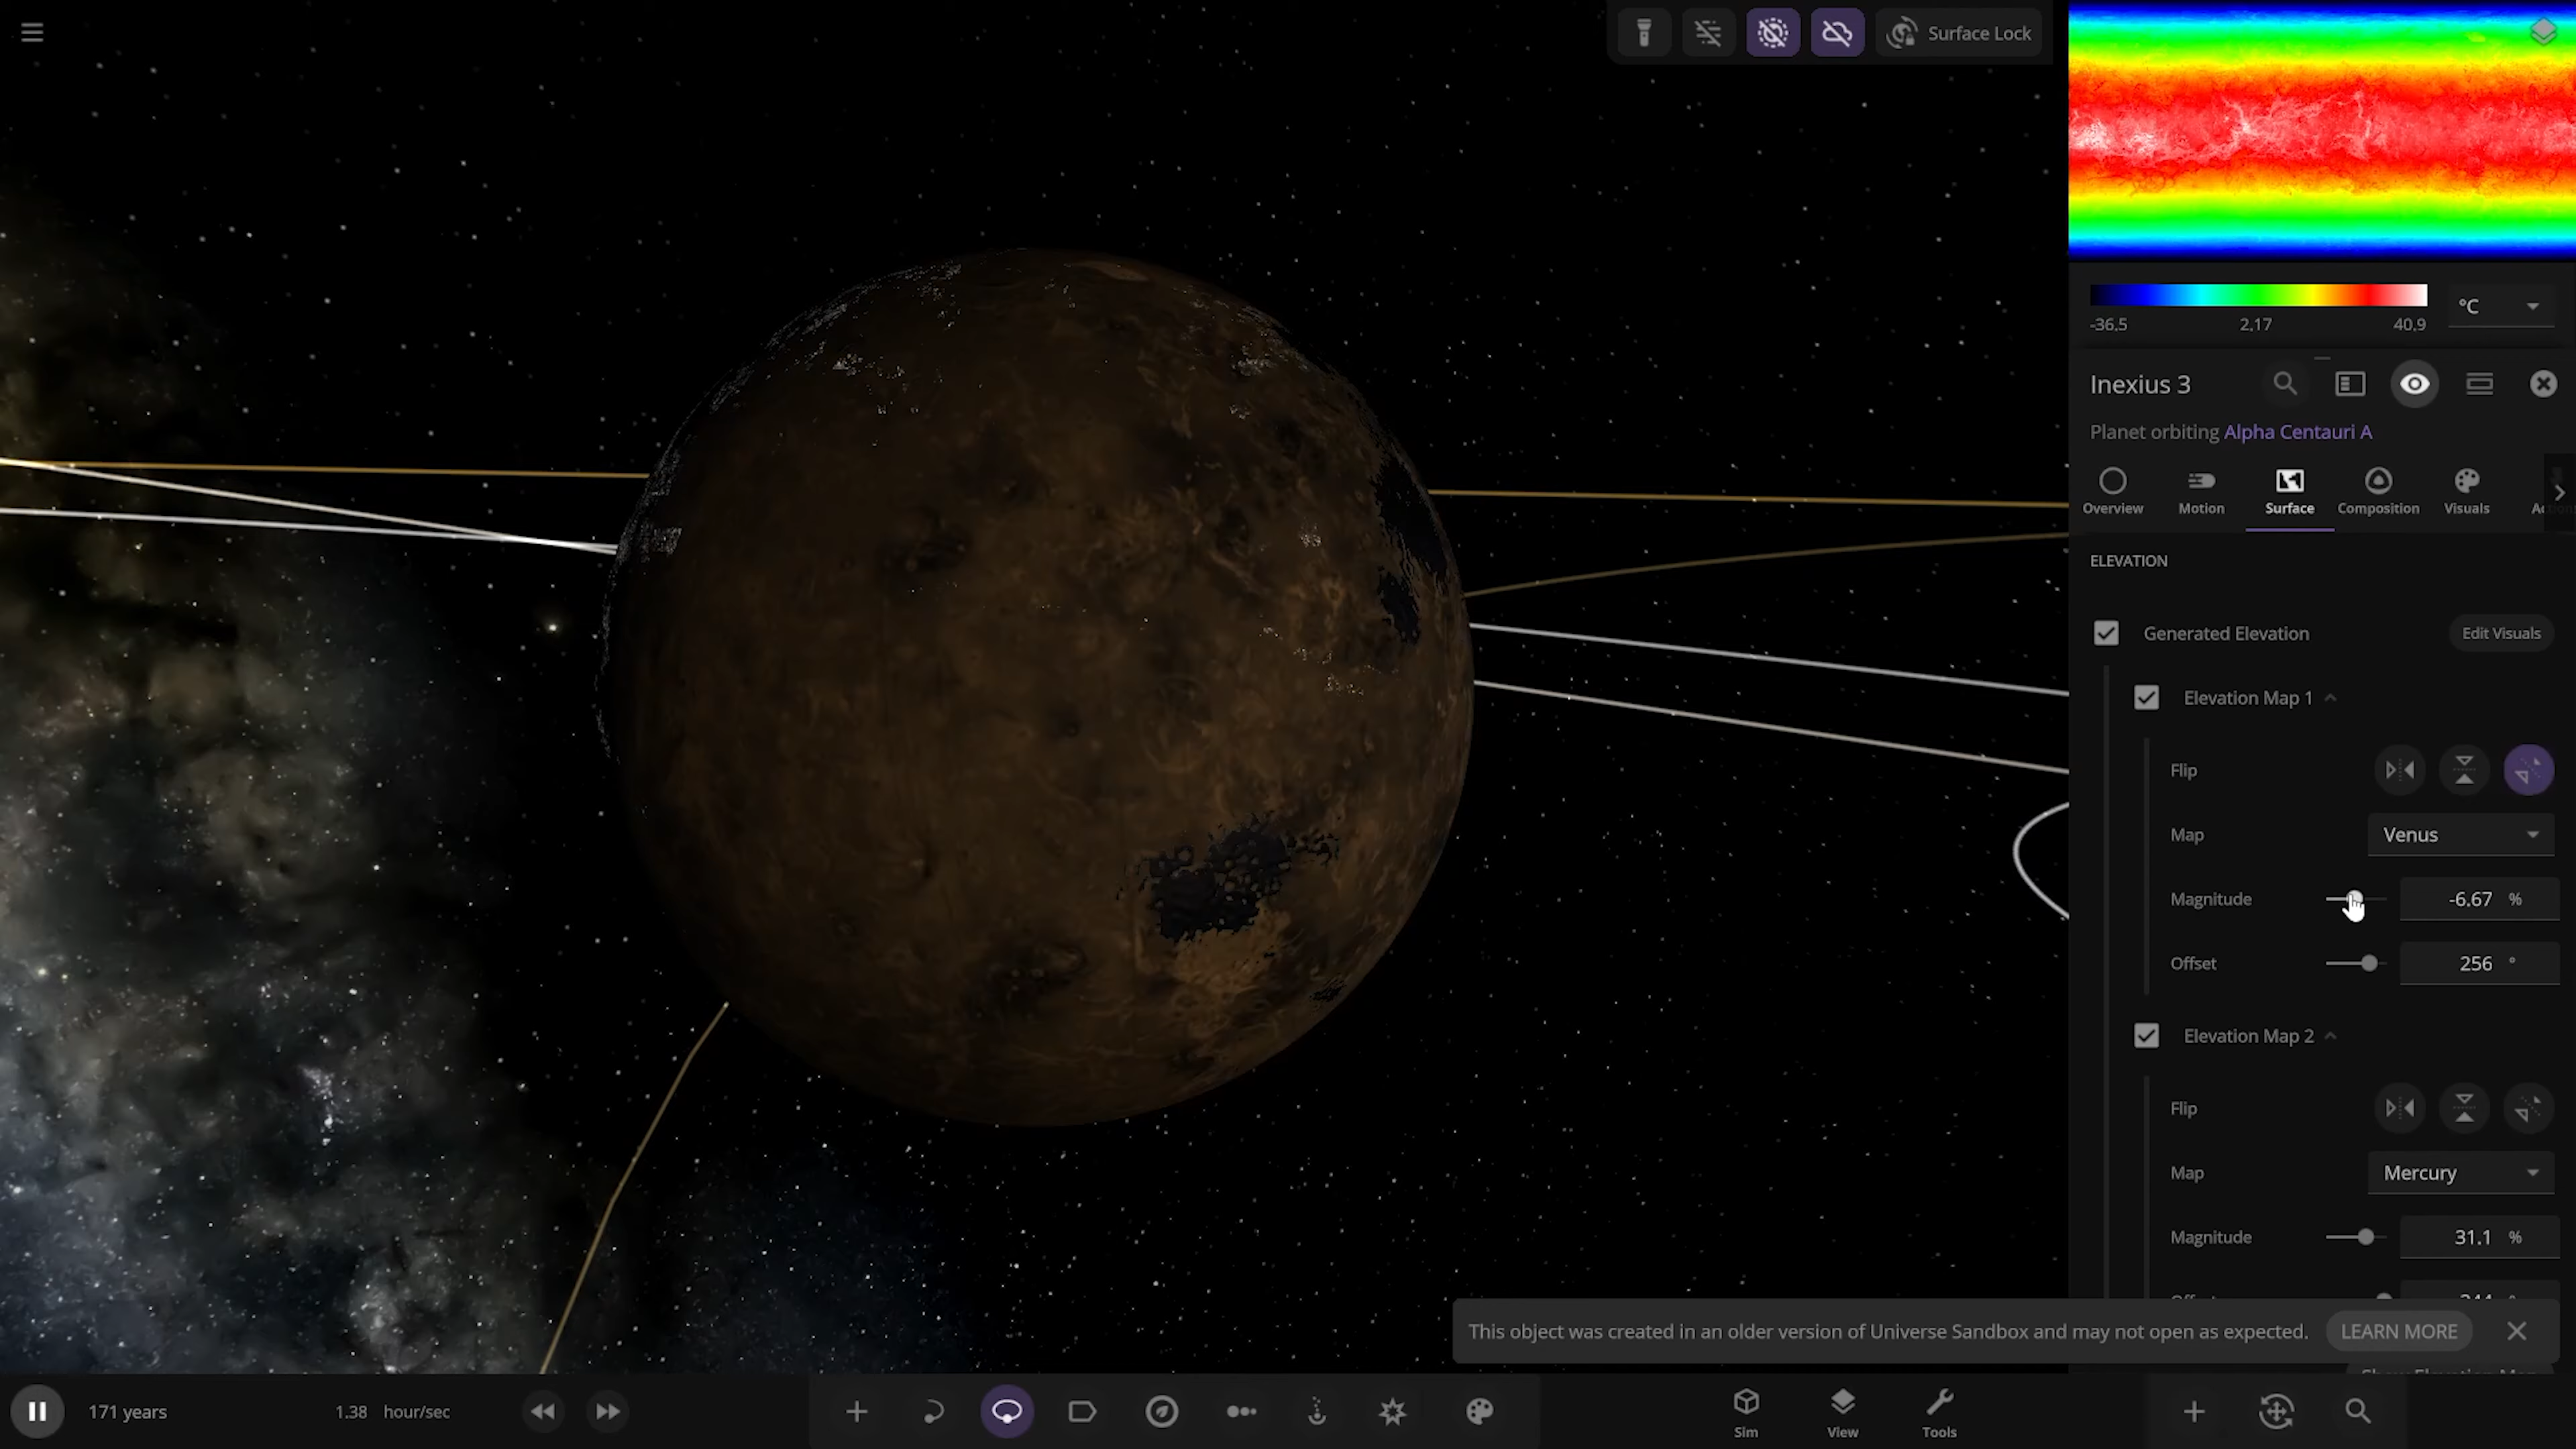 Surface Lock
-36,5 2,17 40,9 °C
Inexius 3
Planet orbiting Alpha Centauri A
Overview Motion Surface Composition Visuals
ELEVATION
Generated Elevation Edit Visuals
Elevation Map 1
Flip
Map Venus
Magnitude -6.67 %
Offset 256 °
Elevation Map 2
Flip
Map Mercury
Magnitude 31.1 %
This object was created in an older version of Universe Sandbox and may not open as expected. LEARN MORE
171 years 1.38 hour/sec
Sim View Tools